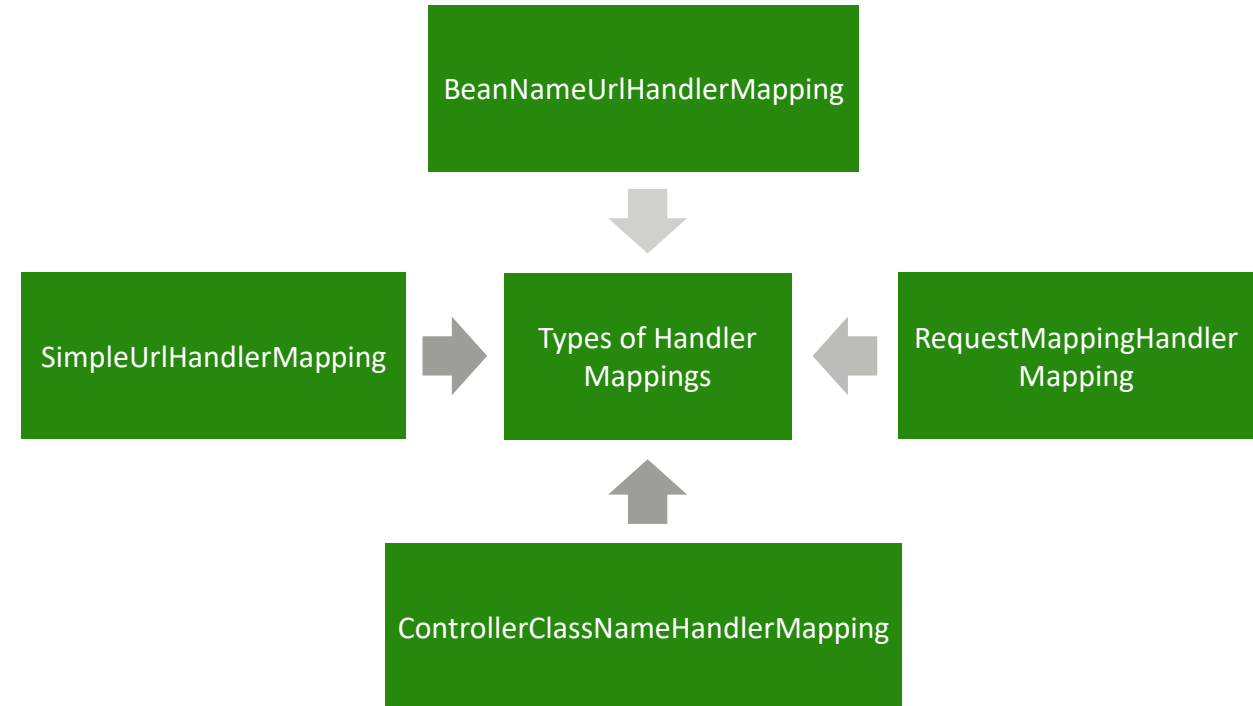 BeanNameUrlHandlerMapping
SimpleUrlHandlerMapping
Types of Handler
Mappings
RequestMappingHandler
Mapping
ControllerClassNameHandlerMapping